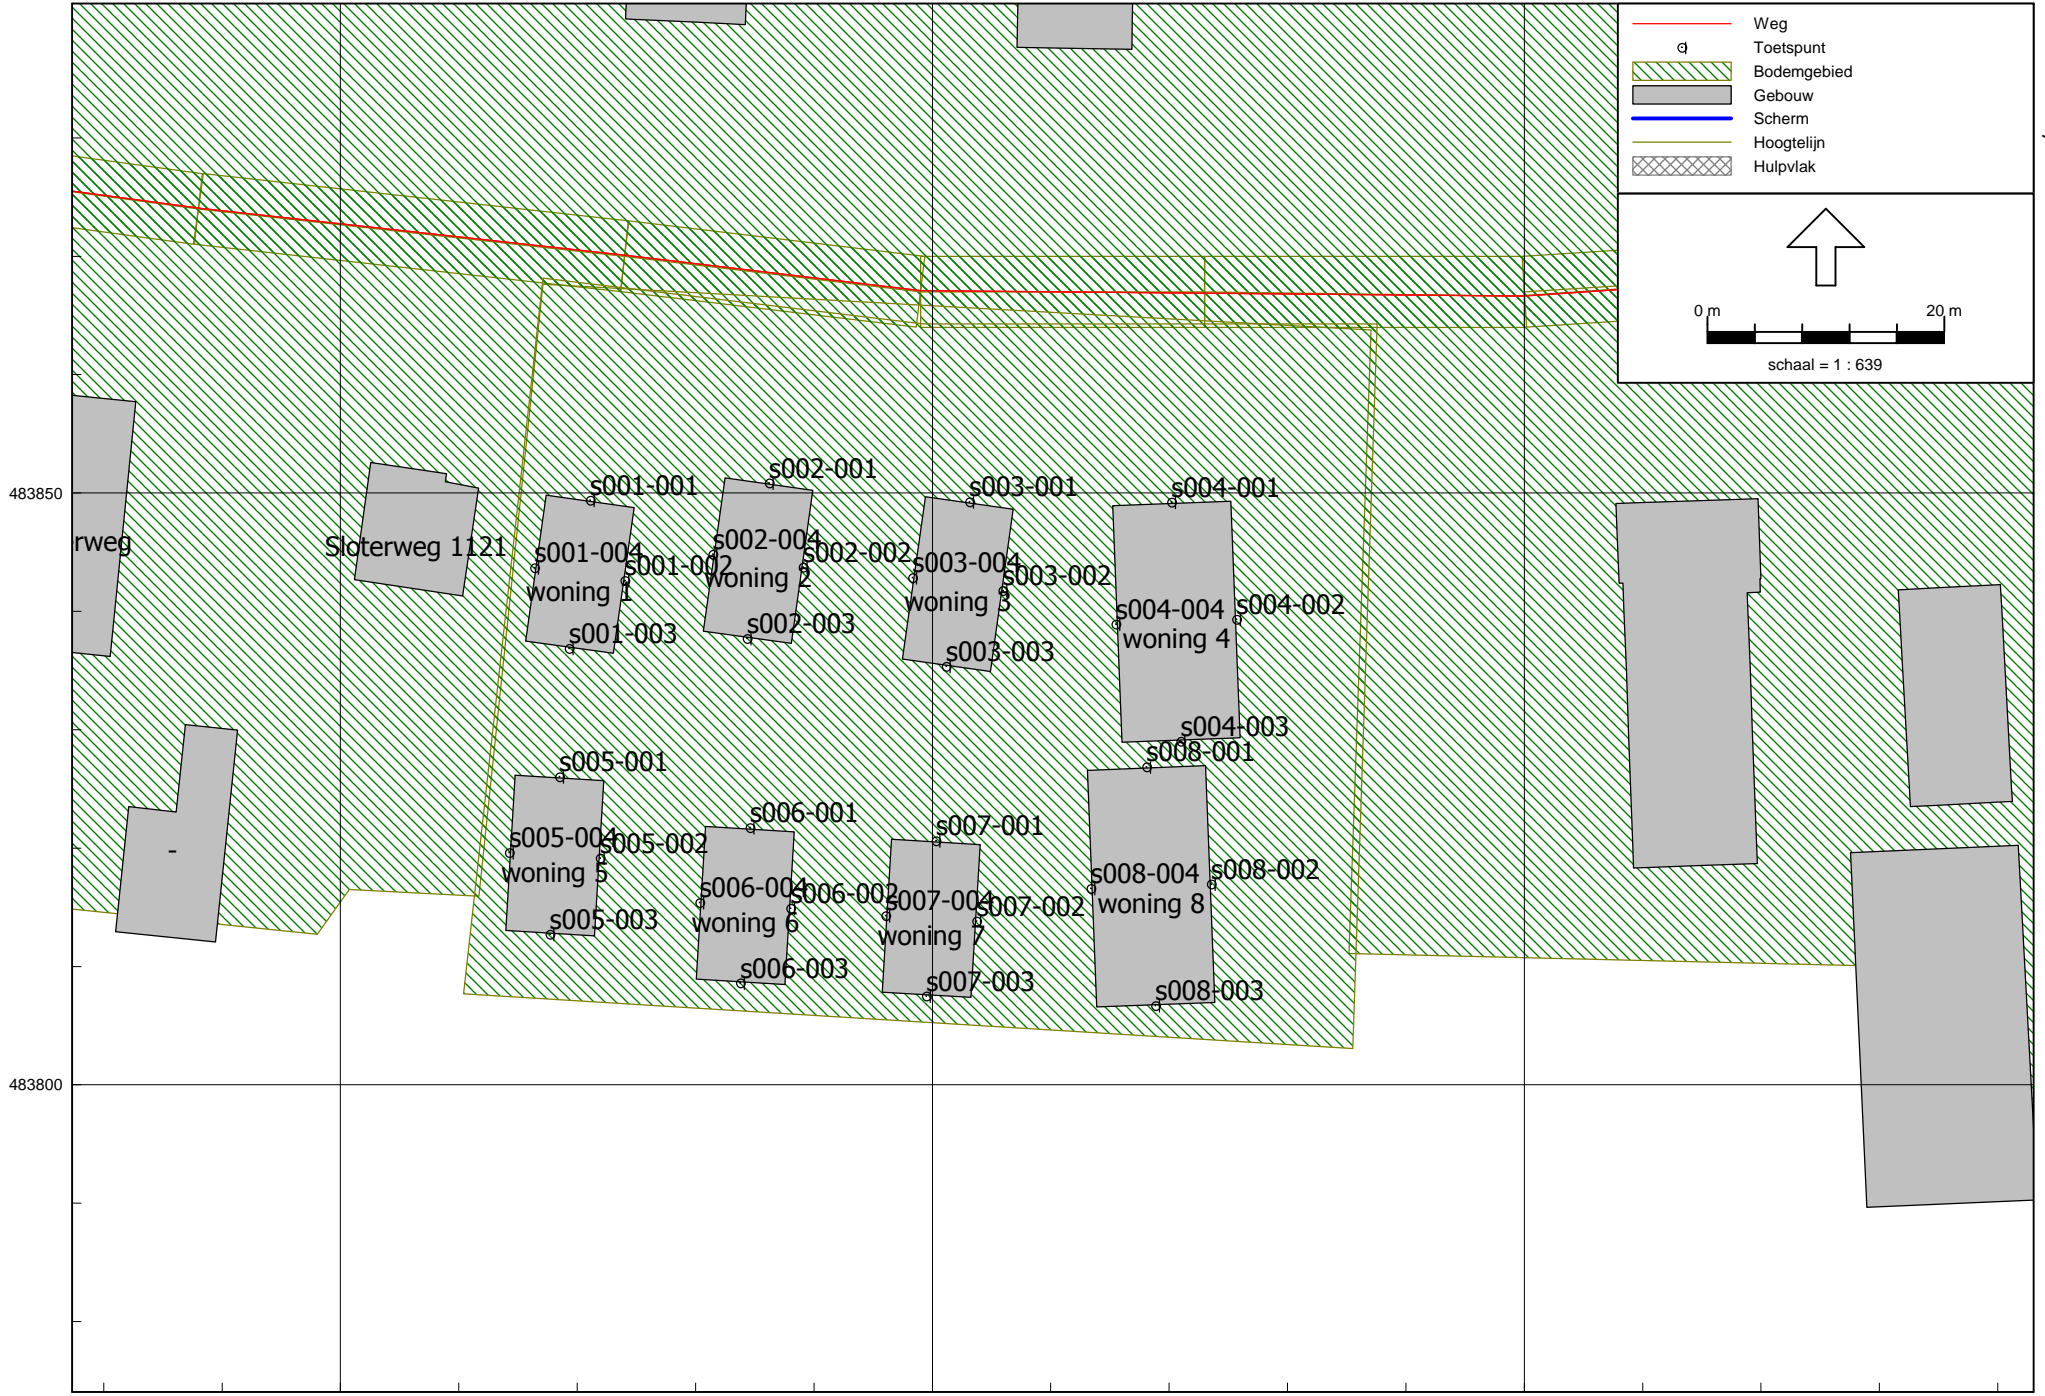 Weg
Toetspunt
Bodemgebied
Gebouw
Scherm
Hoogtelijn
Hulpvlak
0 m 20 m
schaal = 1 : 639
483850
483800
rweg
Sloterweg 1121
s001-001
s001-004
s001-002
woning 1
s001-003
s002-001
s002-004
s002-002
woning 2
s002-003
s003-001
s003-004
s003-002
woning 3
s003-003
s004-001
s004-004
s004-002
woning 4
s004-003
-
s005-001
s005-004
s005-002
woning 5
s005-003
s006-001
s006-004
s006-002
woning 6
s006-003
s007-001
s007-004
s007-002
woning 7
s007-003
s008-001
s008-004
s008-002
woning 8
s008-003